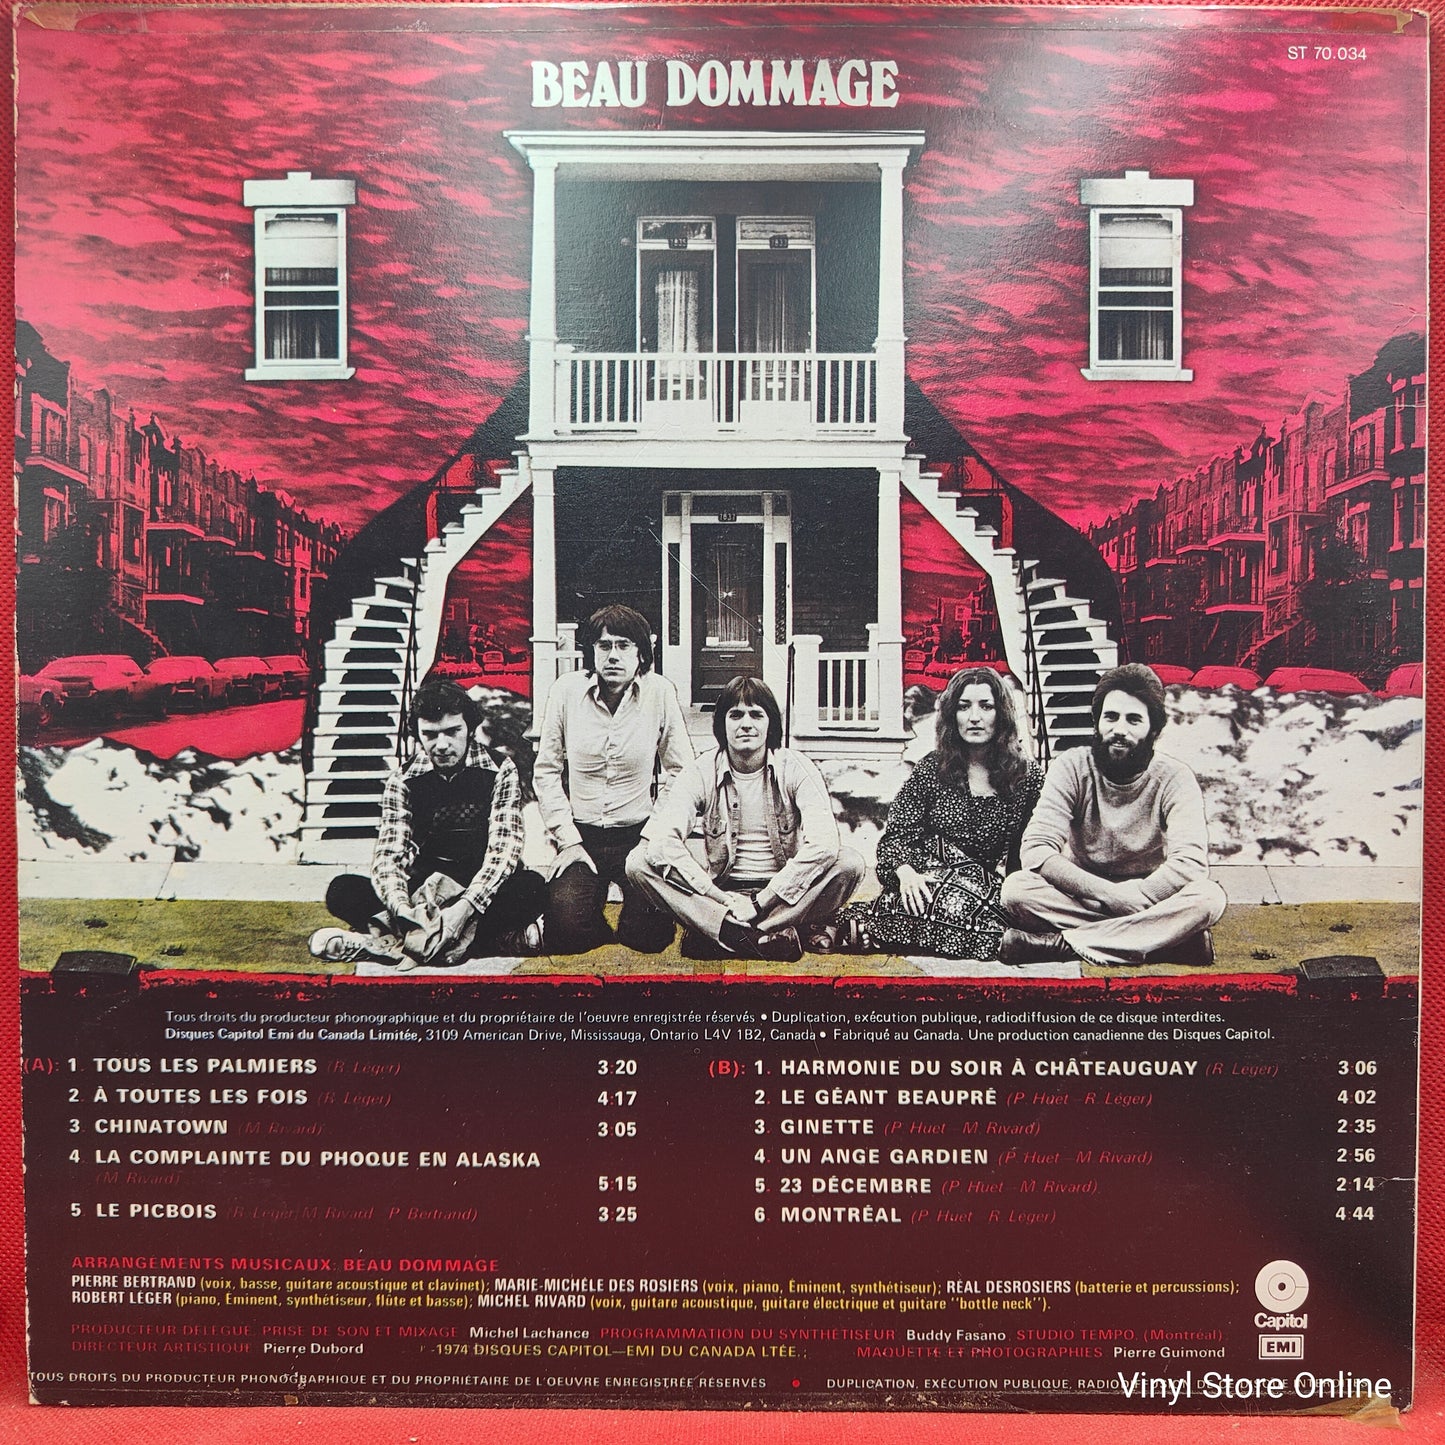 ST 70.034
BEAU DOMMAGE
1835 1833
1837
Tous droits du producteur phonographique et du propriétaire de l'oeuvre enregistrée réservés • Duplication, exécution publique, radiodiffusion de ce disque interdites.
Disques Capitol Emi du Canada Limitée, 3109 American Drive, Mississauga, Ontario L4V 1B2, Canada • Fabriqué au Canada. Une production canadienne des Disques Capitol.
(A): 1. TOUS LES PALMIERS (R. Léger) 3:20
2. À TOUTES LES FOIS (R. Léger) 4:17
3. CHINATOWN (M. Rivard) 3:05
4. LA COMPLAINTE DU PHOQUE EN ALASKA
(M. Rivard) 5:15
5. LE PICBOIS (R. Léger, M. Rivard - P. Bertrand) 3:25
(B): 1. HARMONIE DU SOIR À CHÂTEAUGUAY (R. Léger) 3:06
2. LE GÉANT BEAUPRÉ (P. Huet - R. Léger) 4:02
3. GINETTE (P. Huet - M. Rivard) 2:35
4. UN ANGE GARDIEN (P. Huet - M. Rivard) 2:56
5. 23 DÉCEMBRE (P. Huet - M. Rivard) 2:14
6. MONTRÉAL (P. Huet - R. Léger) 4:44
ARRANGEMENTS MUSICAUX: BEAU DOMMAGE
PIERRE BERTRAND (voix, basse, guitare acoustique et clavinet); MARIE-MICHÈLE DES ROSIERS (voix, piano, Éminent, synthétiseur); RÉAL DESROSIERS (batterie et percussions);
ROBERT LÉGER (piano, Éminent, synthétiseur, flûte et basse); MICHEL RIVARD (voix, guitare acoustique, guitare électrique et guitare "bottle neck").
PRODUCTEUR DÉLÉGUÉ, PRISE DE SON ET MIXAGE: Michel Lachance. PROGRAMMATION DU SYNTHÉTISEUR: Buddy Fasano. STUDIO TEMPO, (Montréal).
DIRECTEUR ARTISTIQUE: Pierre Dubord 1974 DISQUES CAPITOL—EMI DU CANADA LTÉE.; MAQUETTE ET PHOTOGRAPHIES: Pierre Guimond
Capitol
EMI
TOUS DROITS DU PRODUCTEUR PHONOGRAPHIQUE ET DU PROPRIÉTAIRE DE L'OEUVRE ENREGISTRÉE RÉSERVÉS • DUPLICATION, EXÉCUTION PUBLIQUE,
Vinyl Store Online